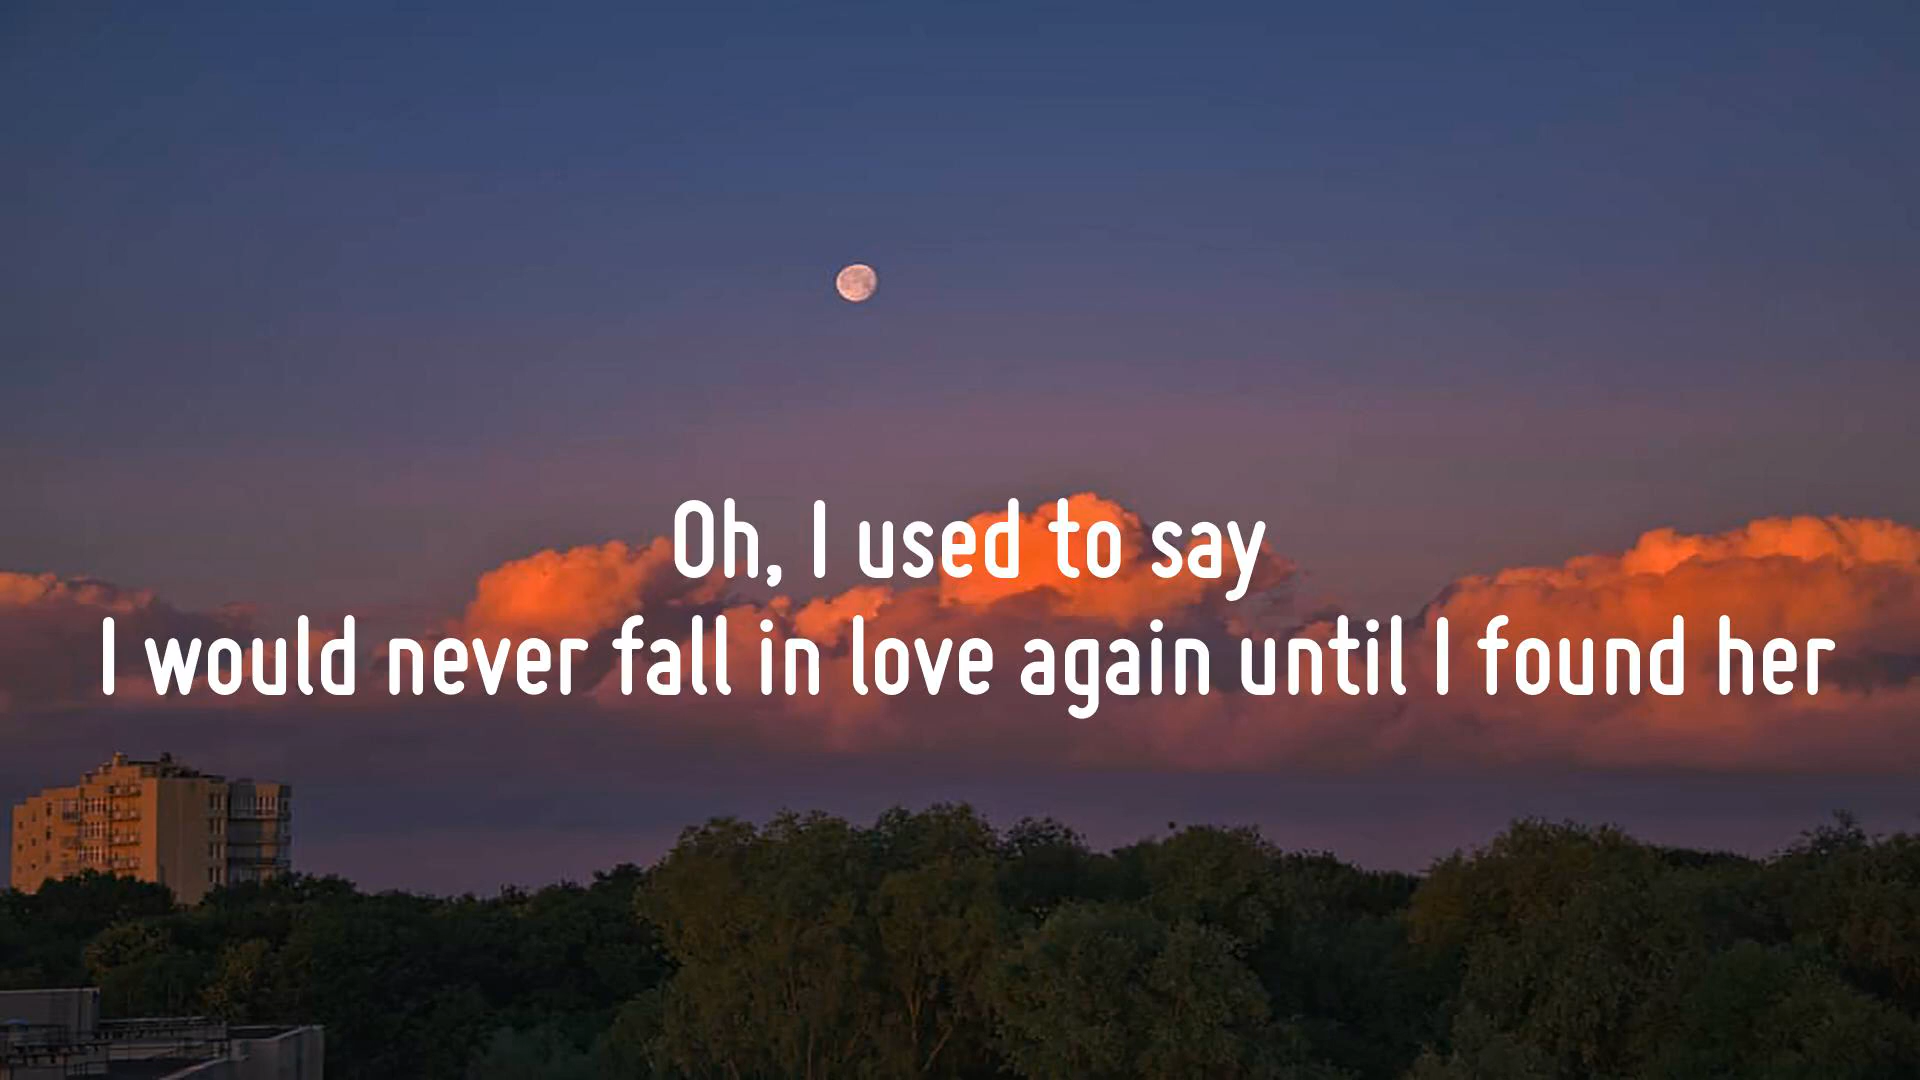 Oh, I used to say
I would never fall in love again until I found her